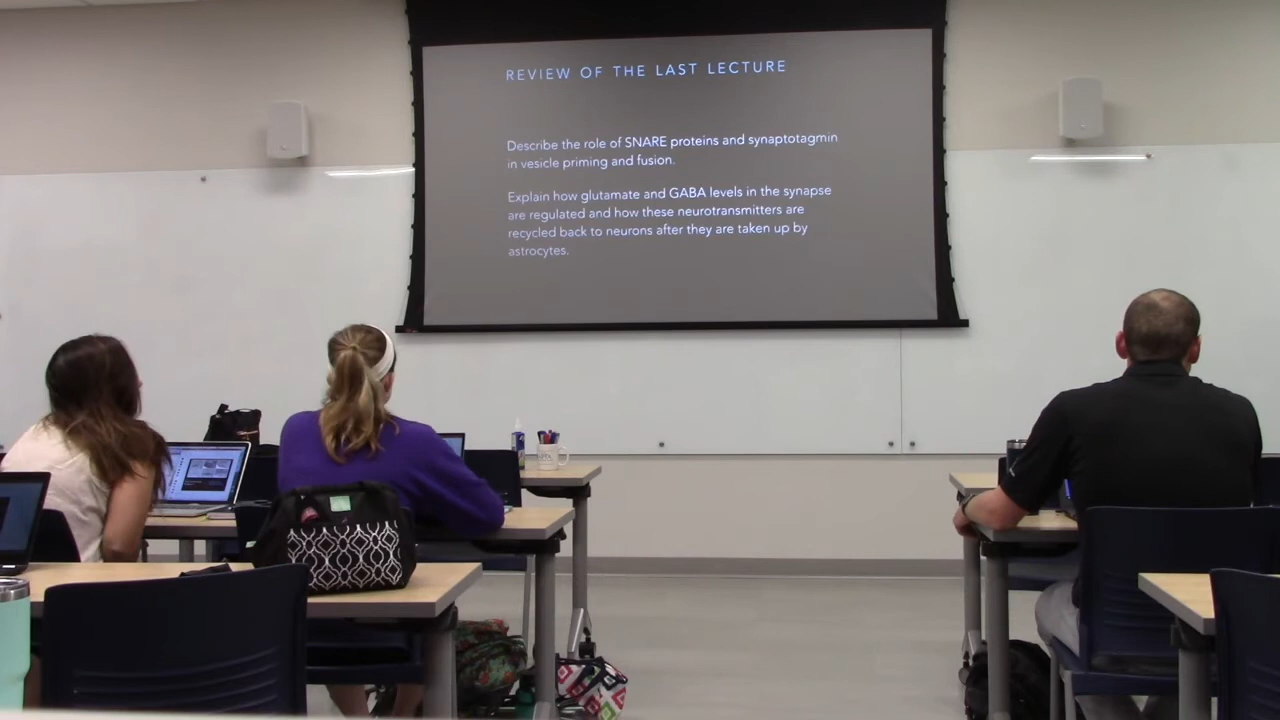 REVIEW OF THE LAST LECTURE
Describe the role of SNARE proteins and synaptotagmin
in vesicle priming and fusion.
Explain how glutamate and GABA levels in the synapse
are regulated and how these neurotransmitters are
recycled back to neurons after they are taken up by
astrocytes.